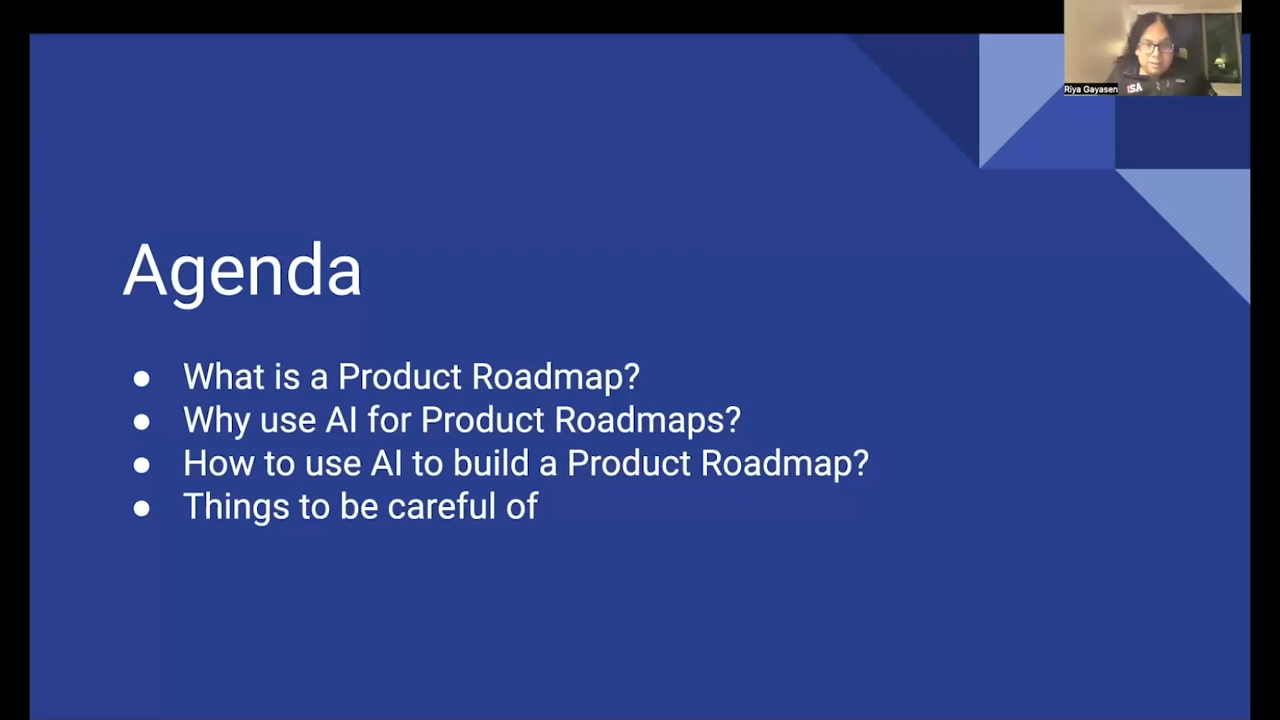 Riya Gayasen
Agenda
● What is a Product Roadmap?
● Why use AI for Product Roadmaps?
● How to use AI to build a Product Roadmap?
● Things to be careful of